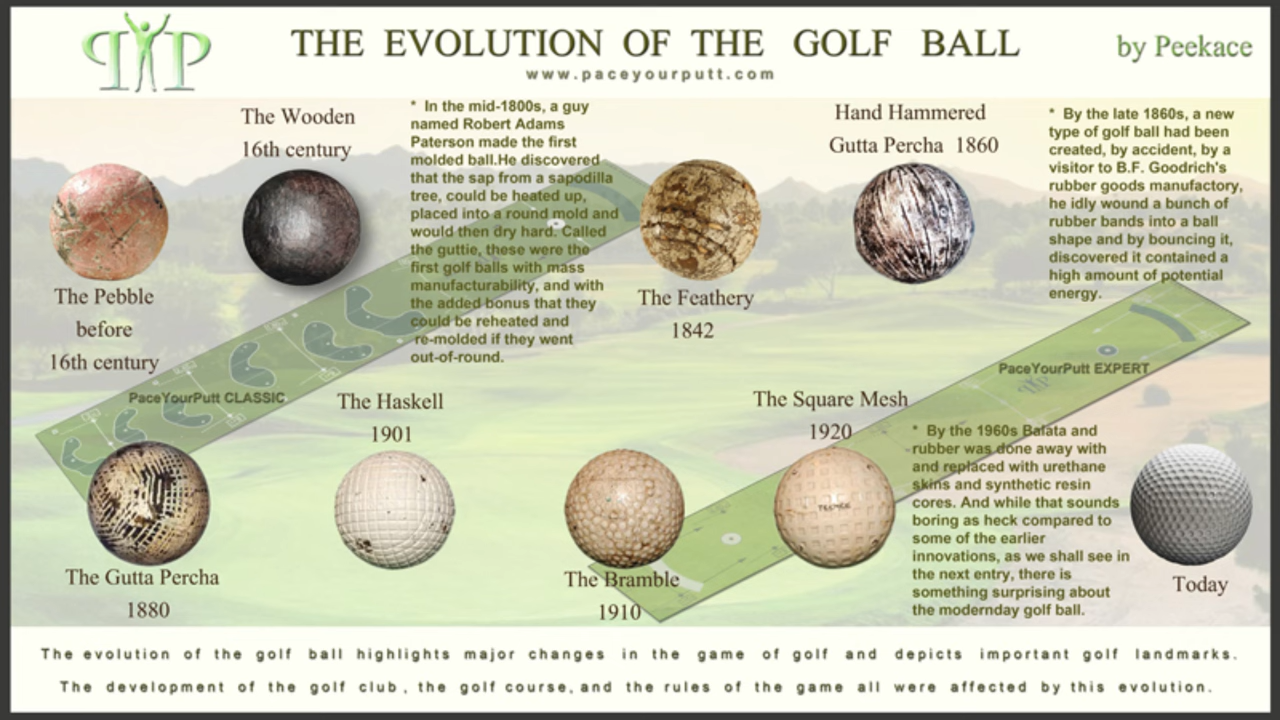 THE EVOLUTION OF THE GOLF BALL
by Peekace
www.paceyourputt.com
The Wooden
16th century
* In the mid-1800s, a guy
named Robert Adams
Paterson made the first
molded ball.He discovered
that the sap from a sapodilla
tree, could be heated up,
placed into a round mold and
would then dry hard. Called
the guttie, these were the
first golf balls with mass
manufacturability, and with
the added bonus that they
could be reheated and
re-molded if they went
out-of-round.
Hand Hammered
Gutta Percha 1860
* By the late 1860s, a new
type of golf ball had been
created, by accident, by a
visitor to B.F. Goodrich's
rubber goods manufactory,
he idly wound a bunch of
rubber bands into a ball
shape and by bouncing it,
discovered it contained a
high amount of potential
energy.
The Pebble
before
16th century
The Feathery
1842
PaceYourPutt CLASSIC
PaceYourPutt EXPERT
The Haskell
1901
The Square Mesh
1920
* By the 1960s Balata and
rubber was done away with
and replaced with urethane
skins and synthetic resin
cores. And while that sounds
boring as heck compared to
some of the earlier
innovations, as we shall see in
the next entry, there is
something surprising about
the modernday golf ball.
The Gutta Percha
1880
The Bramble
1910
Today
The evolution of the golf ball highlights major changes in the game of golf and depicts important golf landmarks.
The development of the golf club, the golf course, and the rules of the game all were affected by this evolution.